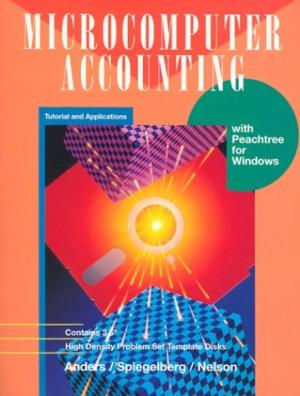 MICROCOMPUTER
ACCOUNTING
Tutorial and Applications
with
Peachtree
for
Windows
Contains 3.5"
High Density Problem Set Template Disks
Anders / Spiegelberg / Nelson